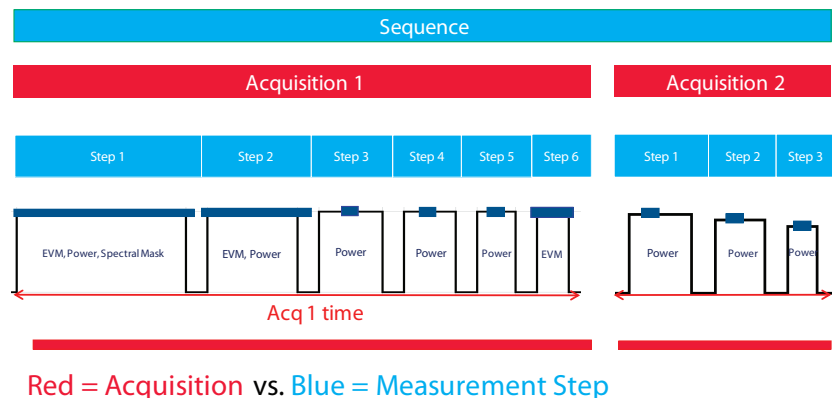 Sequence
Acquisition 1 Acquisition 2
Step 1 Step 2 Step 3 Step 4 Step 5 Step 6 Step 1 Step 2 Step 3
EVM, Power, Spectral Mask EVM, Power Power Power Power EVM Power Power Power
Acq 1 time
Red = Acquisition vs. Blue = Measurement Step